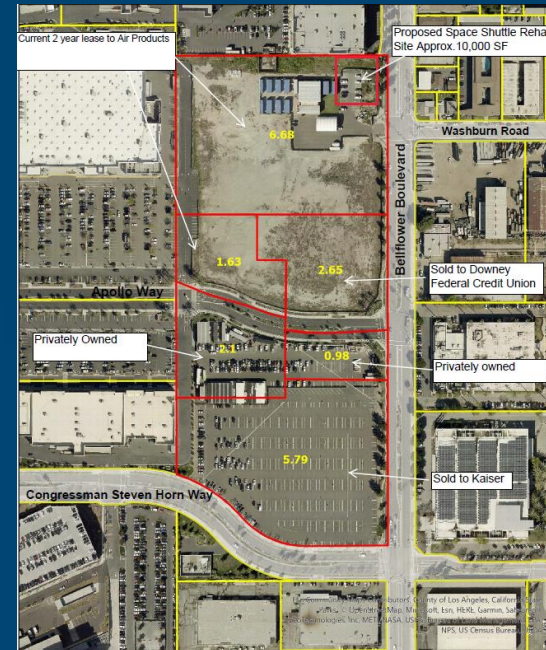 Proposed Space Shuttle Reha
Site Approx.10,000 SF
Current 2 year lease to Air Products
6.68
Washburn Road
Bellflower Boulevard
1.63
2.65
Sold to Downey
Federal Credit Union
Apollo Way
Privately Owned
2.1
0.98
Privately owned
5.79
Sold to Kaiser
Congressman Steven Horn Way
County of Los Angeles, California
NPS, US Census Bureau